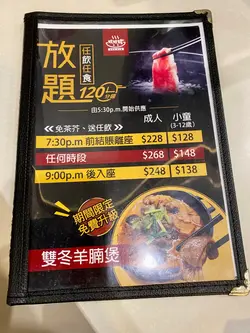 放題
任飲任食
120分鐘
由5:30p.m.開始供應
成人 小童
(3-12歲)
《免茶芥、送任飲》
7:30p.m 前結賬離座 $228 $128
任何時段 $268 $148
9:00p.m 後入座 $248 $138
期間限定
免費升級
雙冬羊腩煲